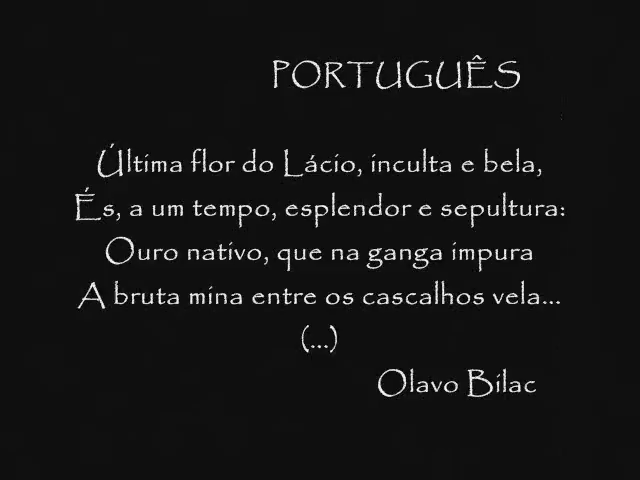 PORTUGUÊS
Última flor do Lácio, inculta e bela,
És, a um tempo, esplendor e sepultura:
Ouro nativo, que na ganga impura
A bruta mina entre os cascalhos vela...
(...)
Olavo Bilac